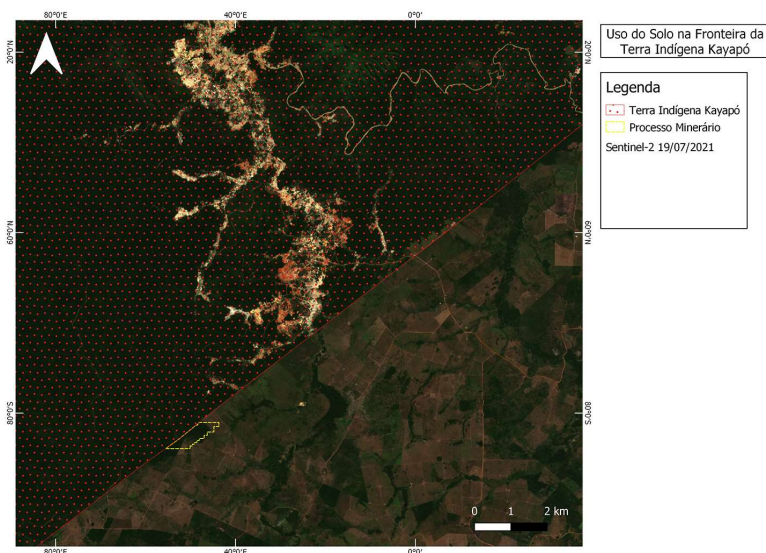 80°0'E
40°0'E
0°0'
20°0'N
20°0'N
60°0'N
60°0'N
80°0'S
80°0'S
0 1 2 km
80°0'E
40°0'E
0°0'
Uso do Solo na Fronteira da
Terra Indígena Kayapó
Legenda
Terra Indígena Kayapó
Processo Minerário
Sentinel-2 19/07/2021